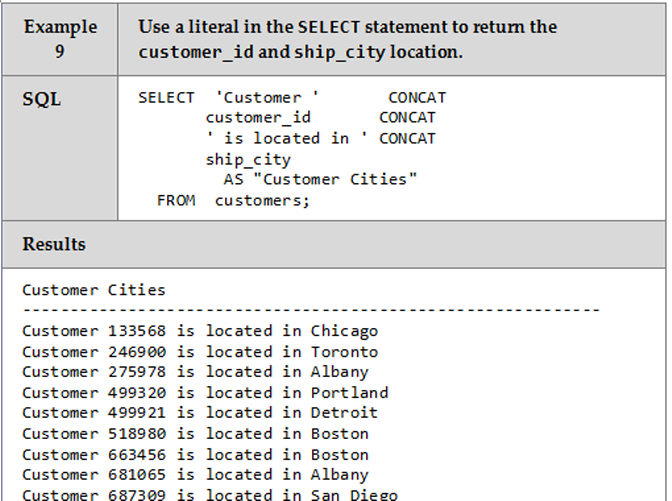 Example 9
Use a literal in the SELECT statement to return the
customer_id and ship_city location.
SQL
SELECT 'Customer ' CONCAT
customer_id CONCAT
' is located in ' CONCAT
ship_city
AS "Customer Cities"
FROM customers;
Results
Customer Cities
------------------------------------------------------------
Customer 133568 is located in Chicago
Customer 246900 is located in Toronto
Customer 275978 is located in Albany
Customer 499320 is located in Portland
Customer 499921 is located in Detroit
Customer 518980 is located in Boston
Customer 663456 is located in Boston
Customer 681065 is located in Albany
Customer 687309 is located in San Diego